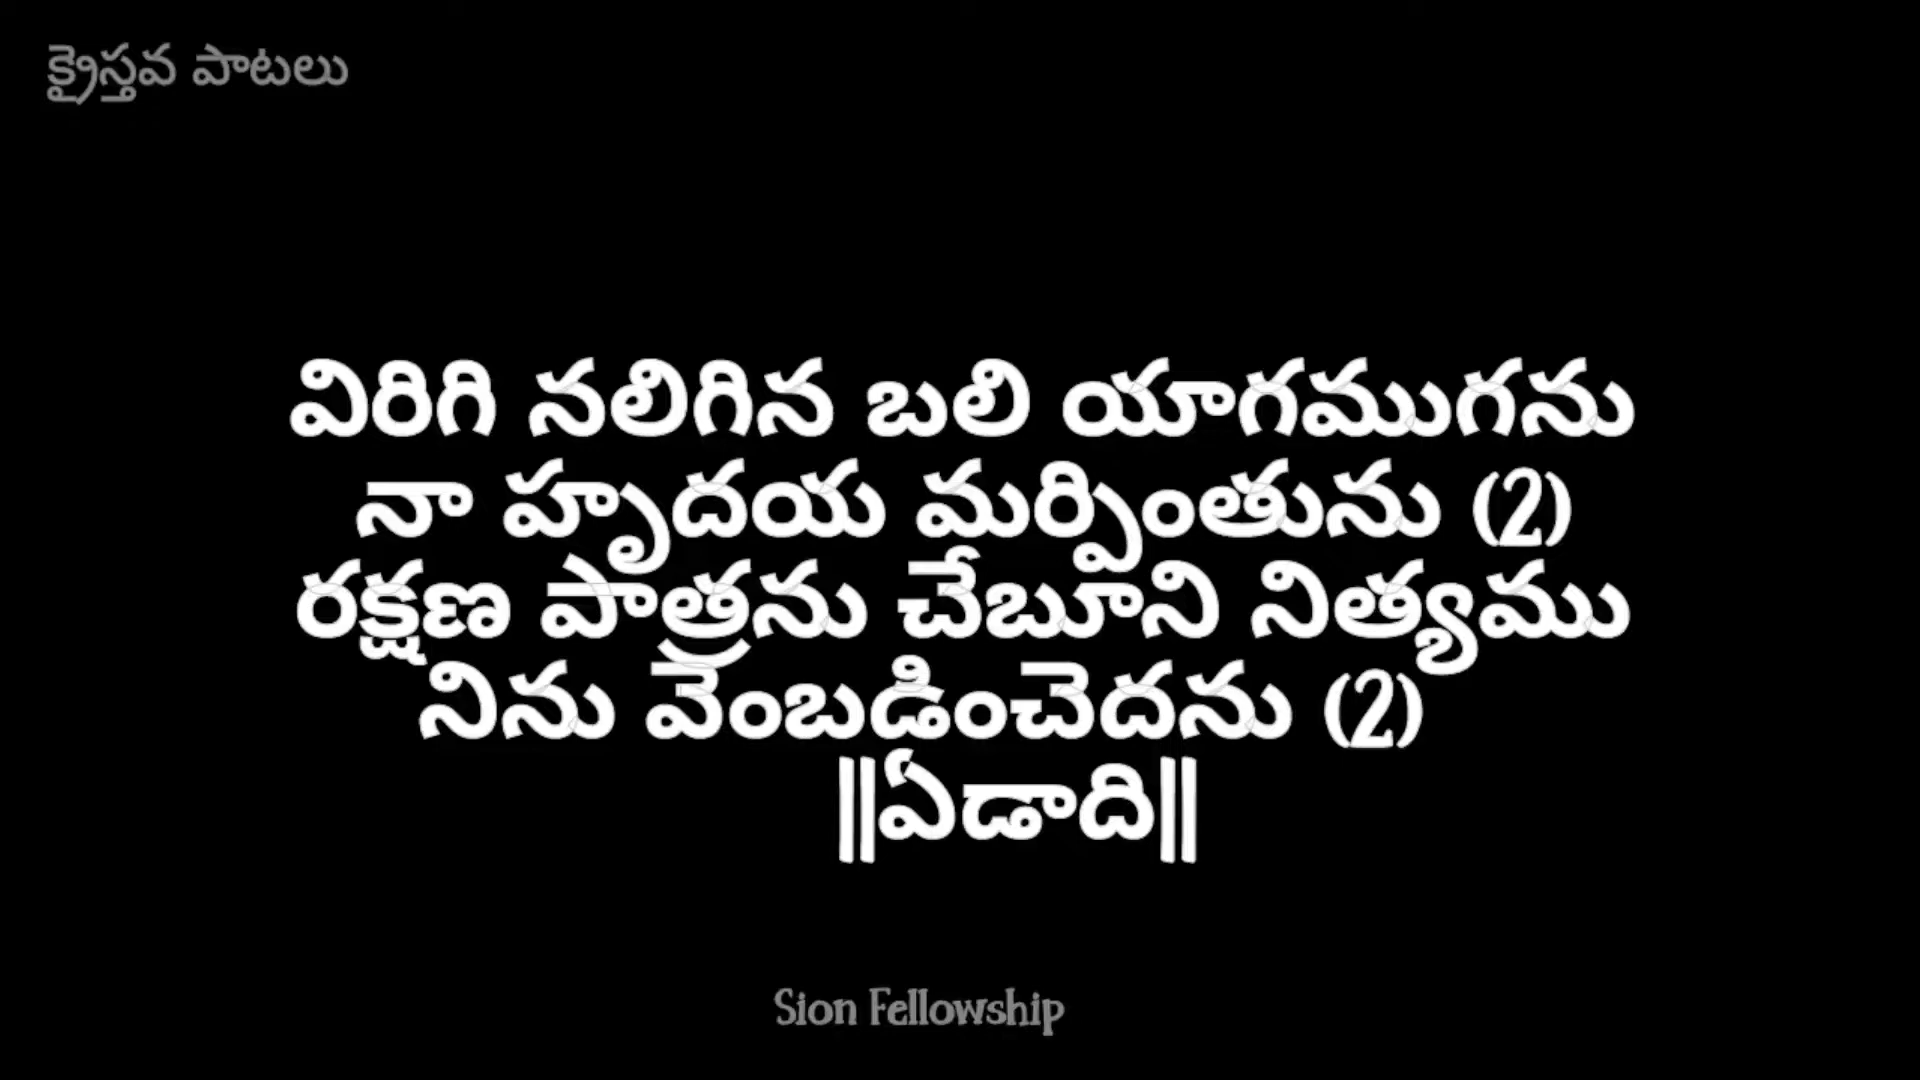 క్రైస్తవ పాటలు
విరిగి నలిగిన బలి యాగముగను
నా హృదయ మర్పింతును (2)
రక్షణ పాత్రను చేబూని నిత్యము
నిను వెంబడించెదను (2)
||ఏడాది||
Sion Fellowship